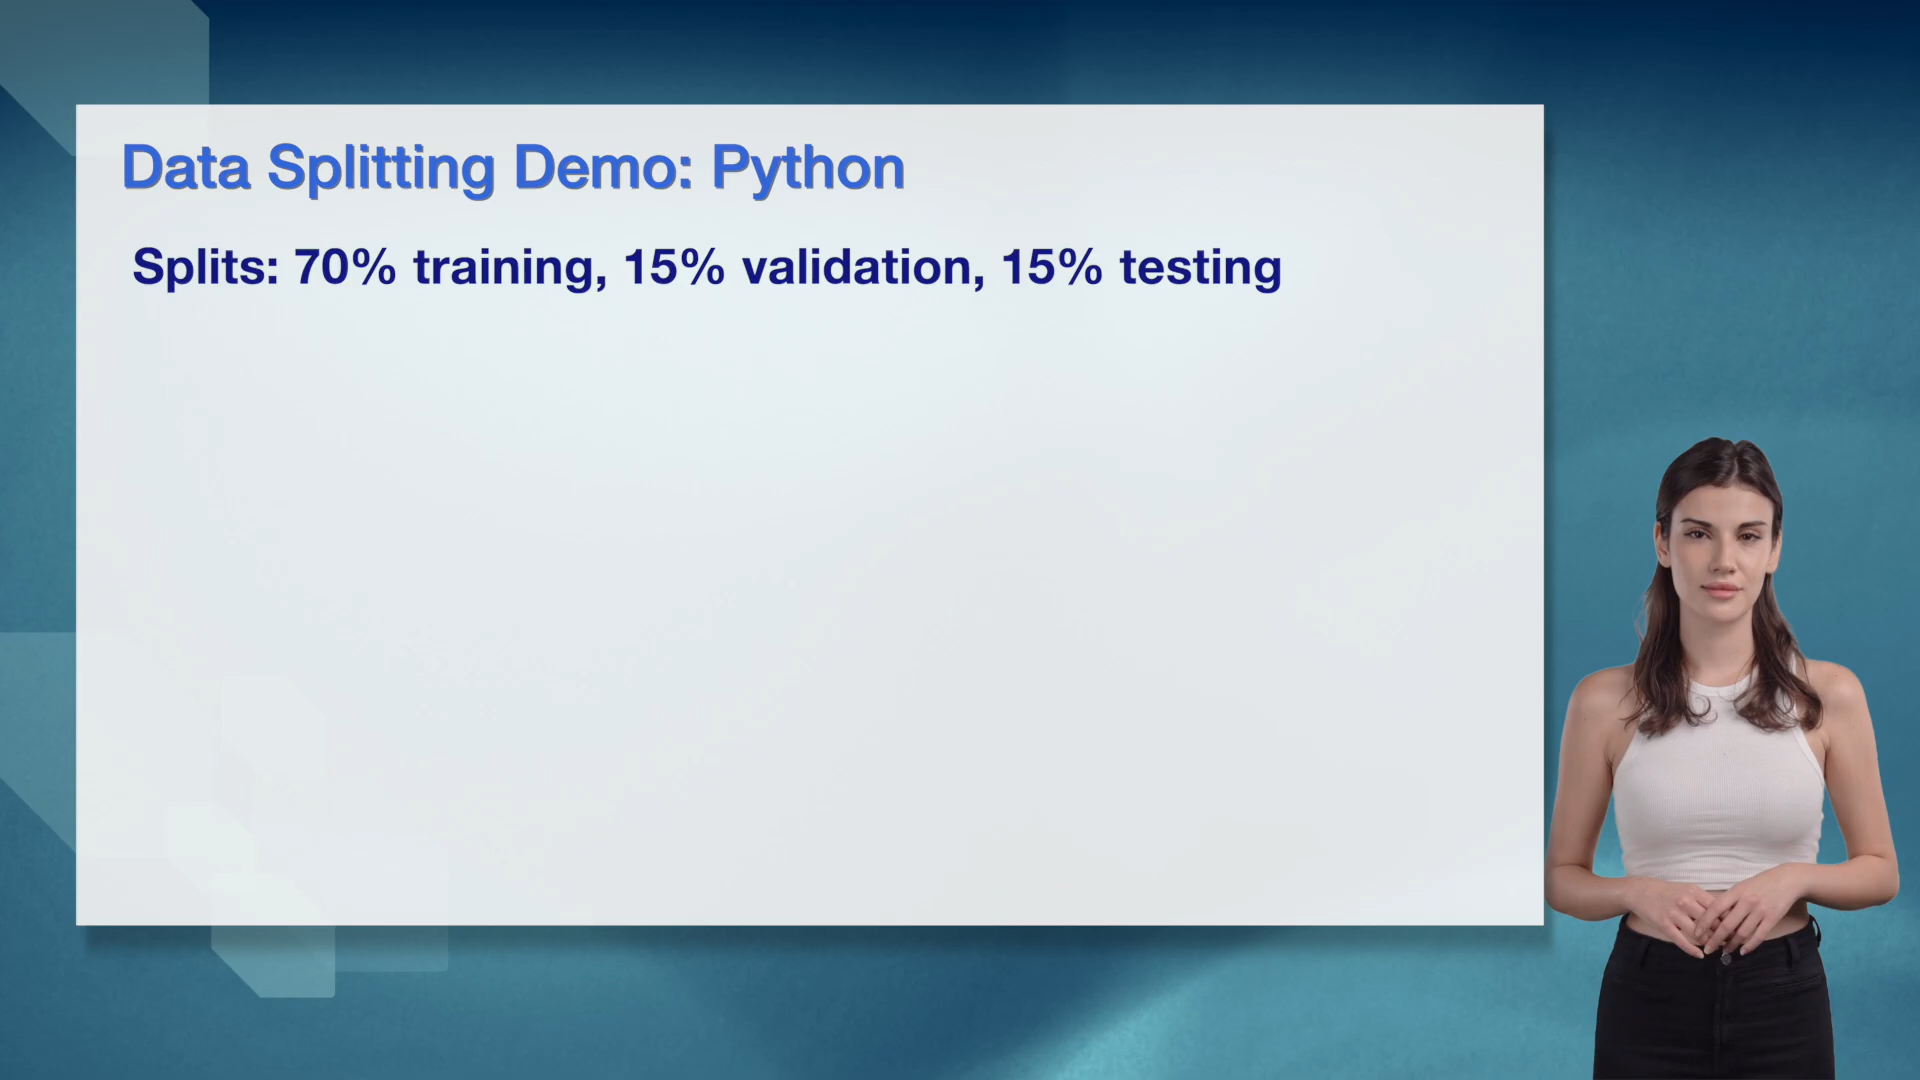 Data Splitting Demo: Python
Splits: 70% training, 15% validation, 15% testing